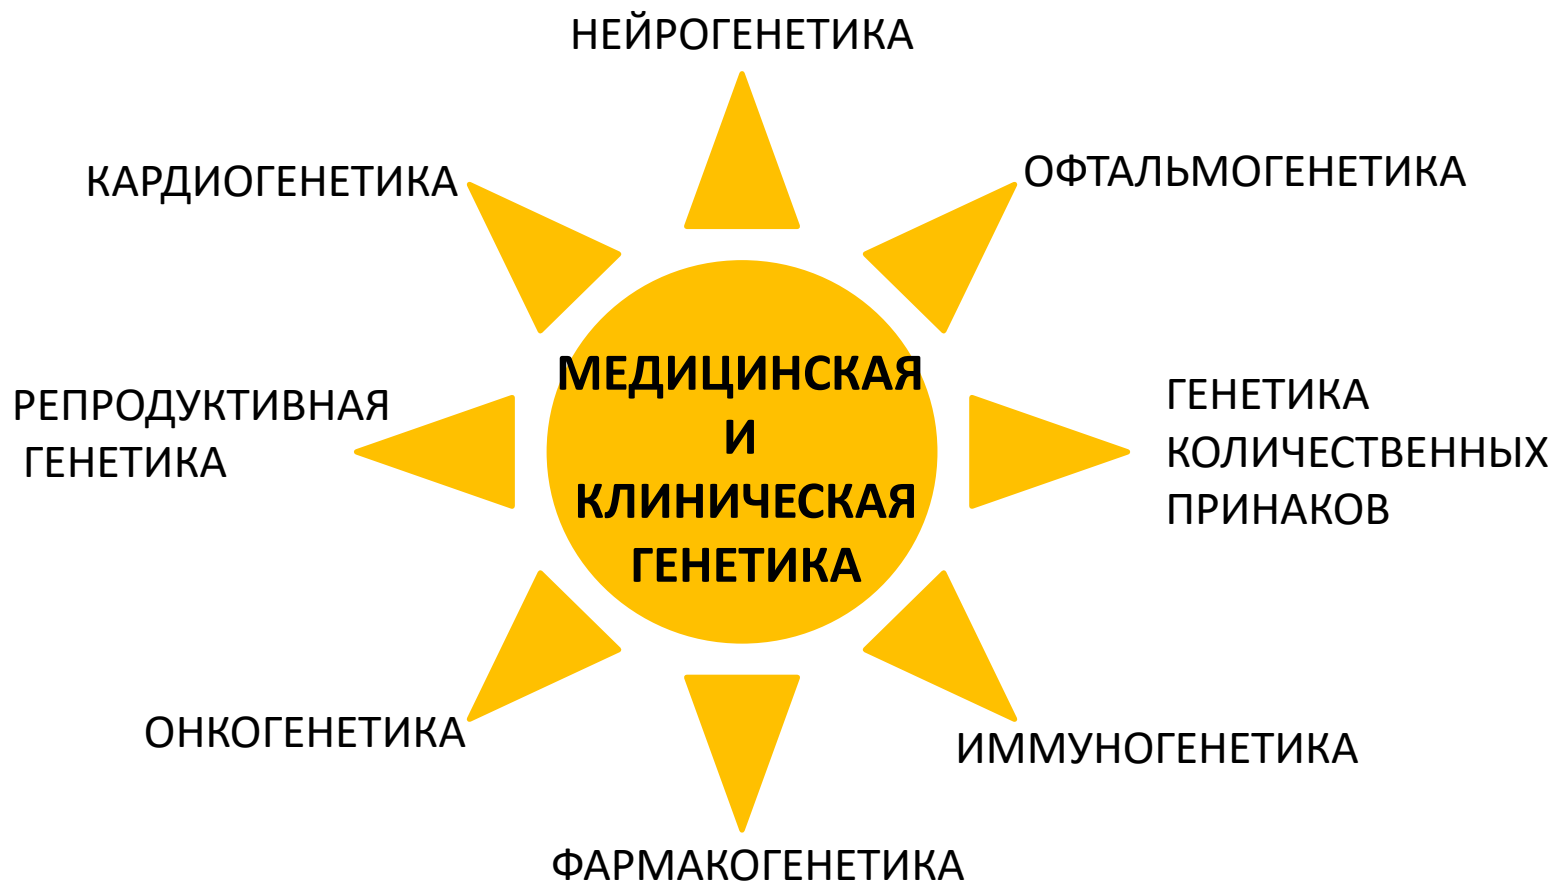 НЕЙРОГЕНЕТИКА
КАРДИОГЕНЕТИКА
ОФТАЛЬМОГЕНЕТИКА
МЕДИЦИНСКАЯ
И
КЛИНИЧЕСКАЯ
ГЕНЕТИКА
РЕПРОДУКТИВНАЯ
ГЕНЕТИКА
ГЕНЕТИКА
КОЛИЧЕСТВЕННЫХ
ПРИНАКОВ
ОНКОГЕНЕТИКА
ИММУНОГЕНЕТИКА
ФАРМАКОГЕНЕТИКА